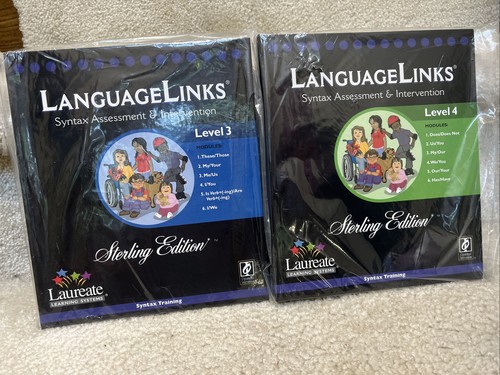 LANGUAGELINKS®
Syntax Assessment & Intervention
Level 3
MODULES:
1. These/Those
2. My/Your
3. Me/Us
4. I/You
5. Is Verb+(-ing)/Are
Verb+(-ing)
6. I/We
Sterling Edition
Laureate
LEARNING SYSTEMS
Syntax Training
LANGUAGELINKS®
Syntax Assessment & Intervention
Level 4
MODULES:
1. Does/Does Not
2. Us/You
3. My/Our
4. We/You
5. Our/Your
6. Has/Have
Sterling Edition
Laureate
LEARNING SYSTEMS
Syntax Training